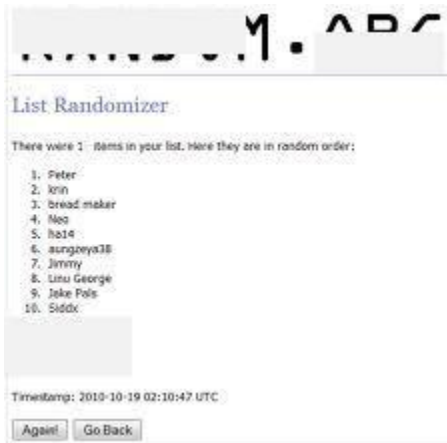 List Randomizer
There were 1 items in your list. Here they are in random order:
1. Peter
2. krin
3. bread maker
4. Neo
5. ha14
6. aungzeya38
7. Jimmy
8. Linu George
9. Jake Pals
10. Siddx
Timestamp: 2010-10-19 02:10:47 UTC
Again! Go Back